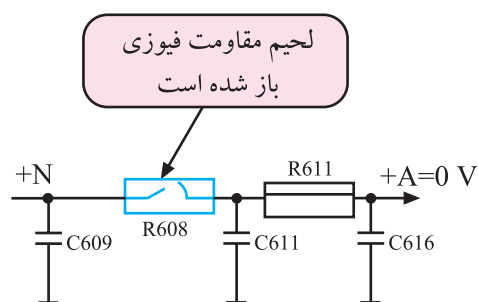 لحیم مقاومت فیوزی
باز شده است
+N
R611
+A=0 V
C609
R608
C611
C616